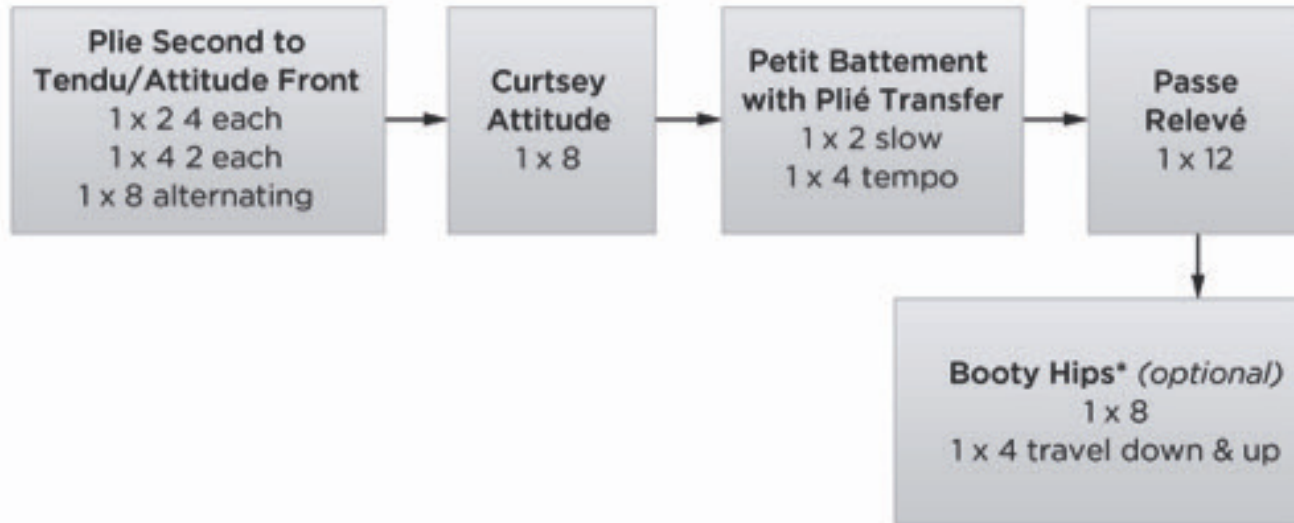 Plie Second to
Tendu/Attitude Front
1 x 2 4 each
1 x 4 2 each
1 x 8 alternating
Curtsey
Attitude
1 x 8
Petit Battement
with Plié Transfer
1 x 2 slow
1 x 4 tempo
Passe
Relevé
1 x 12
Booty Hips* (optional)
1 x 8
1 x 4 travel down & up